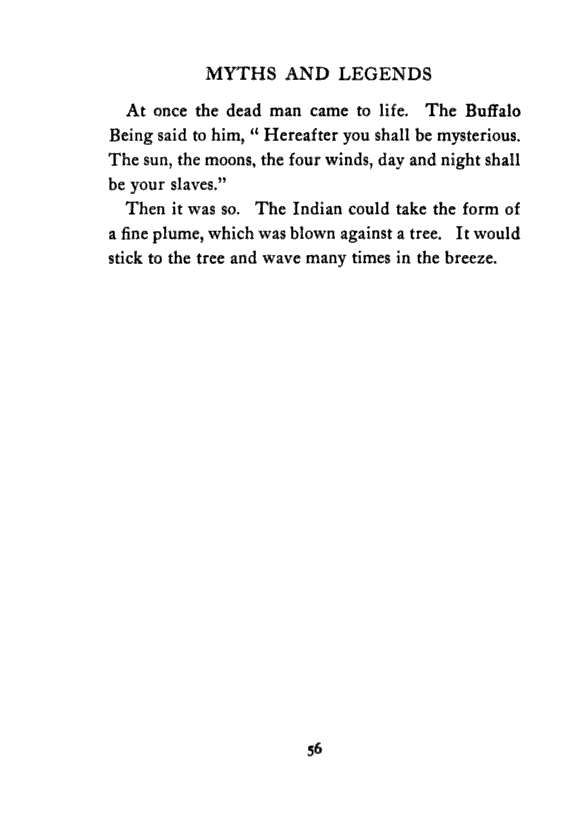 MYTHS AND LEGENDS
At once the dead man came to life. The Buffalo
Being said to him, “ Hereafter you shall be mysterious.
The sun, the moons, the four winds, day and night shall
be your slaves.”
Then it was so. The Indian could take the form of
a fine plume, which was blown against a tree. It would
stick to the tree and wave many times in the breeze.
56